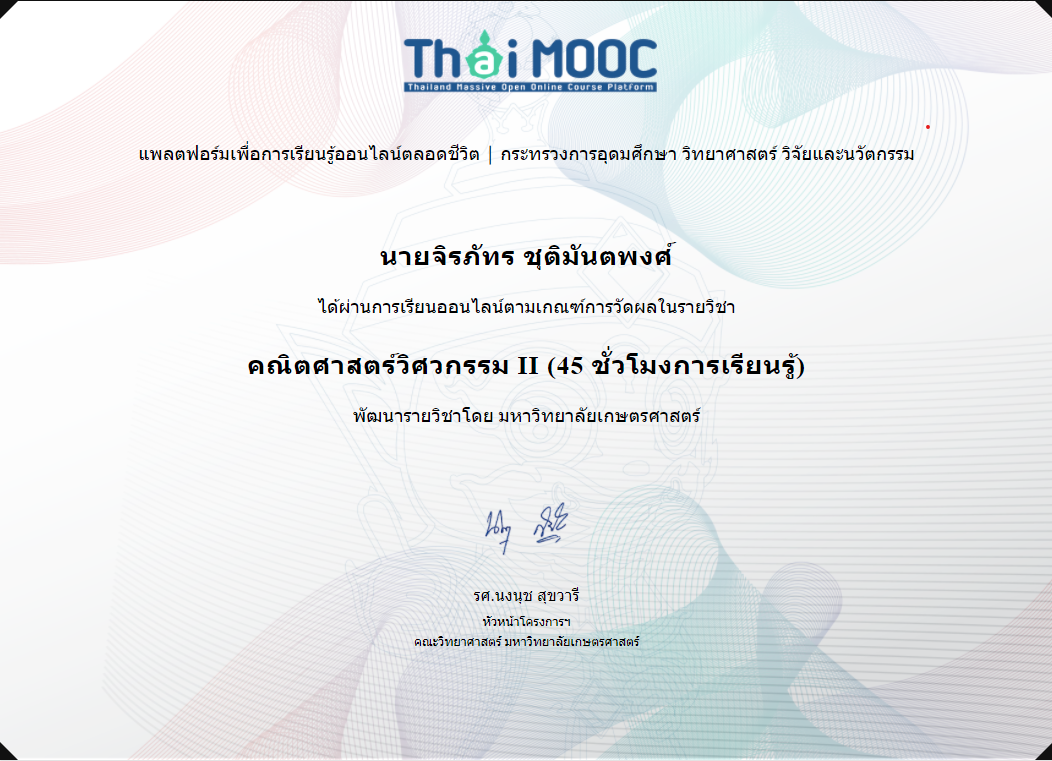 Thai MOOC
Thailand Massive Open Online Course Platform
แพลตฟอร์มเพื่อการเรียนรู้ออนไลน์ตลอดชีวิต | กระทรวงการอุดมศึกษา วิทยาศาสตร์ วิจัยและนวัตกรรม
นายจิรภัทร ชุติมันตพงศ์
ได้ผ่านการเรียนออนไลน์ตามเกณฑ์การวัดผลในรายวิชา
คณิตศาสตร์วิศวกรรม II (45 ชั่วโมงการเรียนรู้)
พัฒนารายวิชาโดย มหาวิทยาลัยเกษตรศาสตร์
รศ.นงนุช สุขวารี
หัวหน้าโครงการฯ
คณะวิทยาศาสตร์ มหาวิทยาลัยเกษตรศาสตร์